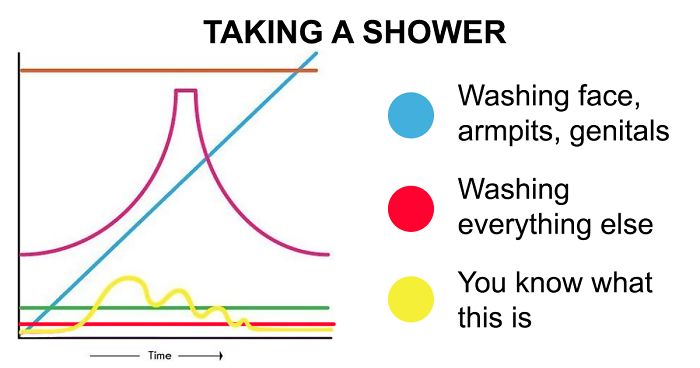 TAKING A SHOWER
Washing face,
armpits, genitals
Washing
everything else
You know what
this is
Time